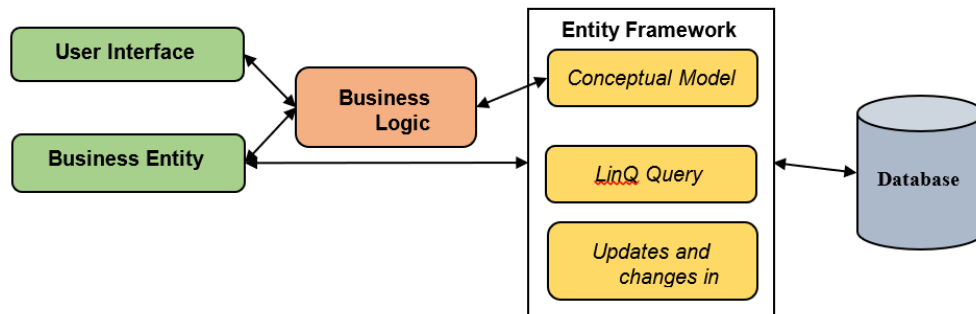 User Interface
Business Entity
Business
Logic
Entity Framework
Conceptual Model
LinQ Query
Updates and
changes in
Database